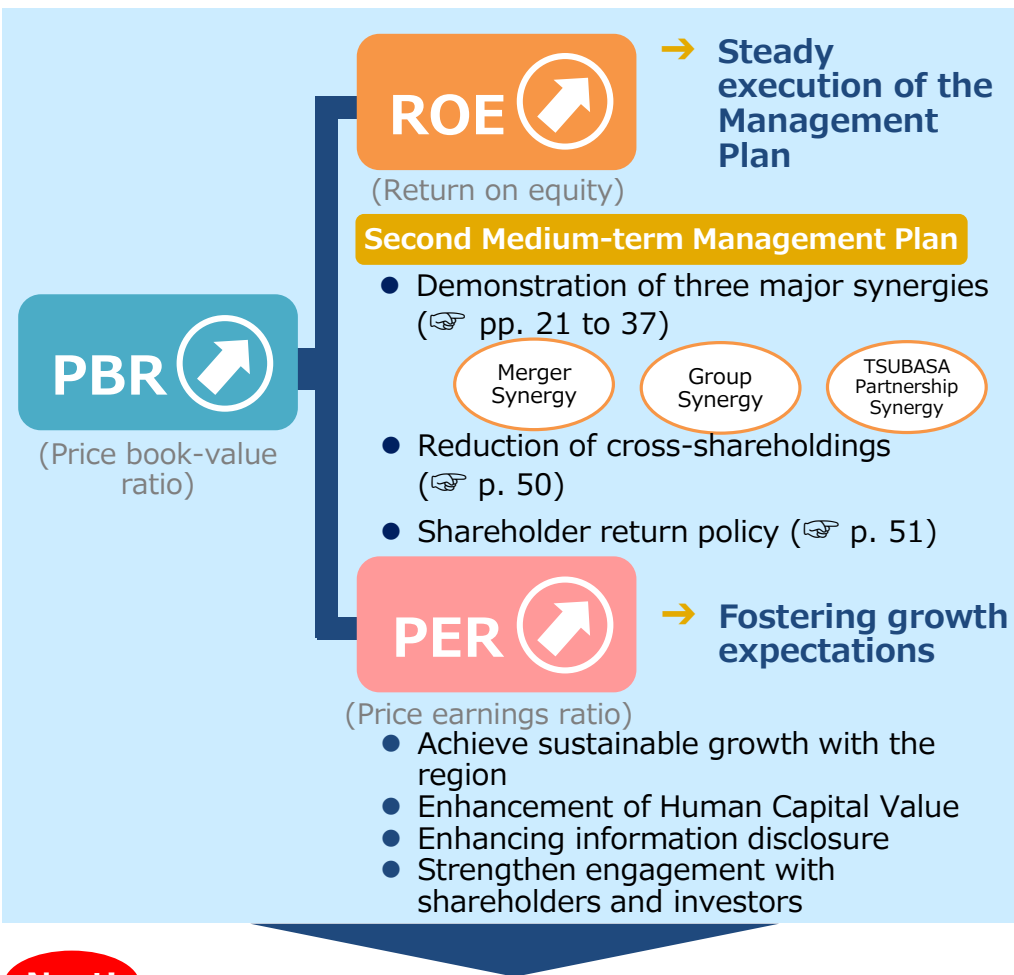 ROE
➔ Steady
execution of the
Management
Plan
(Return on equity)
Second Medium-term Management Plan
● Demonstration of three major synergies
(☞ pp. 21 to 37)
Merger
Synergy
Group
Synergy
TSUBASA
Partnership
Synergy
PBR
(Price book-value
ratio)
● Reduction of cross-shareholdings
(☞ p. 50)
● Shareholder return policy (☞ p. 51)
PER
➔ Fostering growth
expectations
(Price earnings ratio)
● Achieve sustainable growth with the
region
● Enhancement of Human Capital Value
● Enhancing information disclosure
● Strengthen engagement with
shareholders and investors